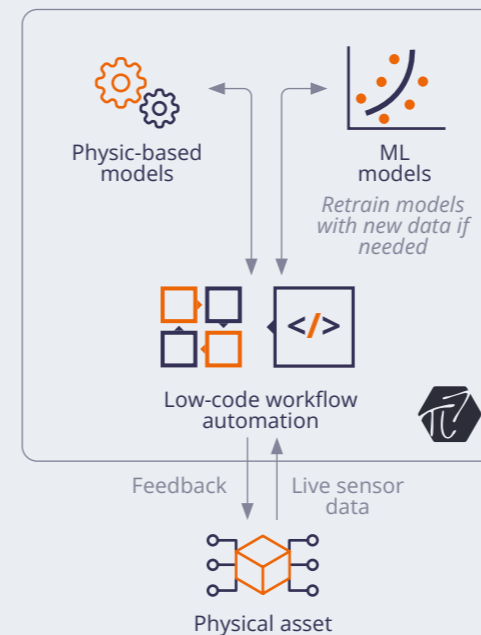 Physic-based
models
ML
models
Retrain models
with new data if
needed
</>
Low-code workflow
automation
Feedback
Live sensor
data
Physical asset